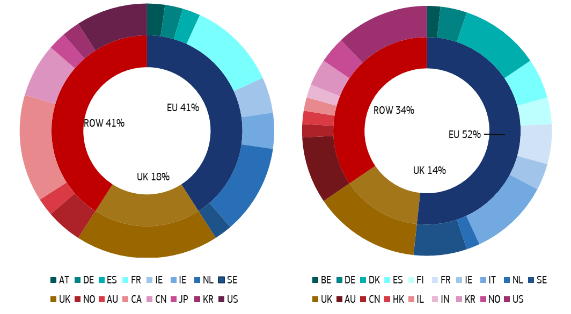 EU 41%
ROW 41%
UK 18%
AT DE ES FR IE IE NL SE
UK NO AU CA CN JP KR US
ROW 34%
EU 52%
UK 14%
BE DE DK ES FI FR IE IT NL SE
UK AU CN HK IL IN KR NO US